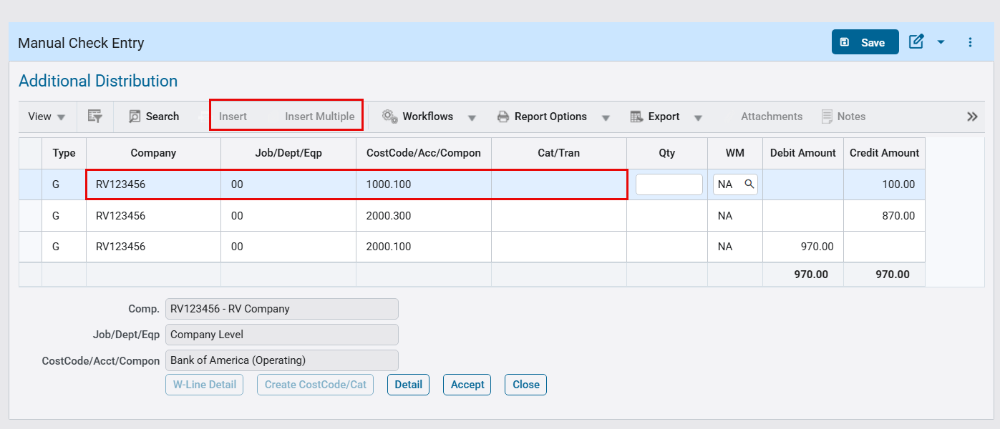 Manual Check Entry
Save
Additional Distribution
View Search Insert Insert Multiple Workflows Report Options Export Attachments Notes
Type Company Job/Dept/Eqp CostCode/Acc/Compon Cat/Tran Qty WM Debit Amount Credit Amount
G RV123456 00 1000.100 NA 100.00
G RV123456 00 2000.300 NA 870.00
G RV123456 00 2000.100 NA 970.00
970.00 970.00
Comp. RV123456 - RV Company
Job/Dept/Eqp Company Level
CostCode/Acct/Compon Bank of America (Operating)
W-Line Detail Create CostCode/Cat Detail Accept Close